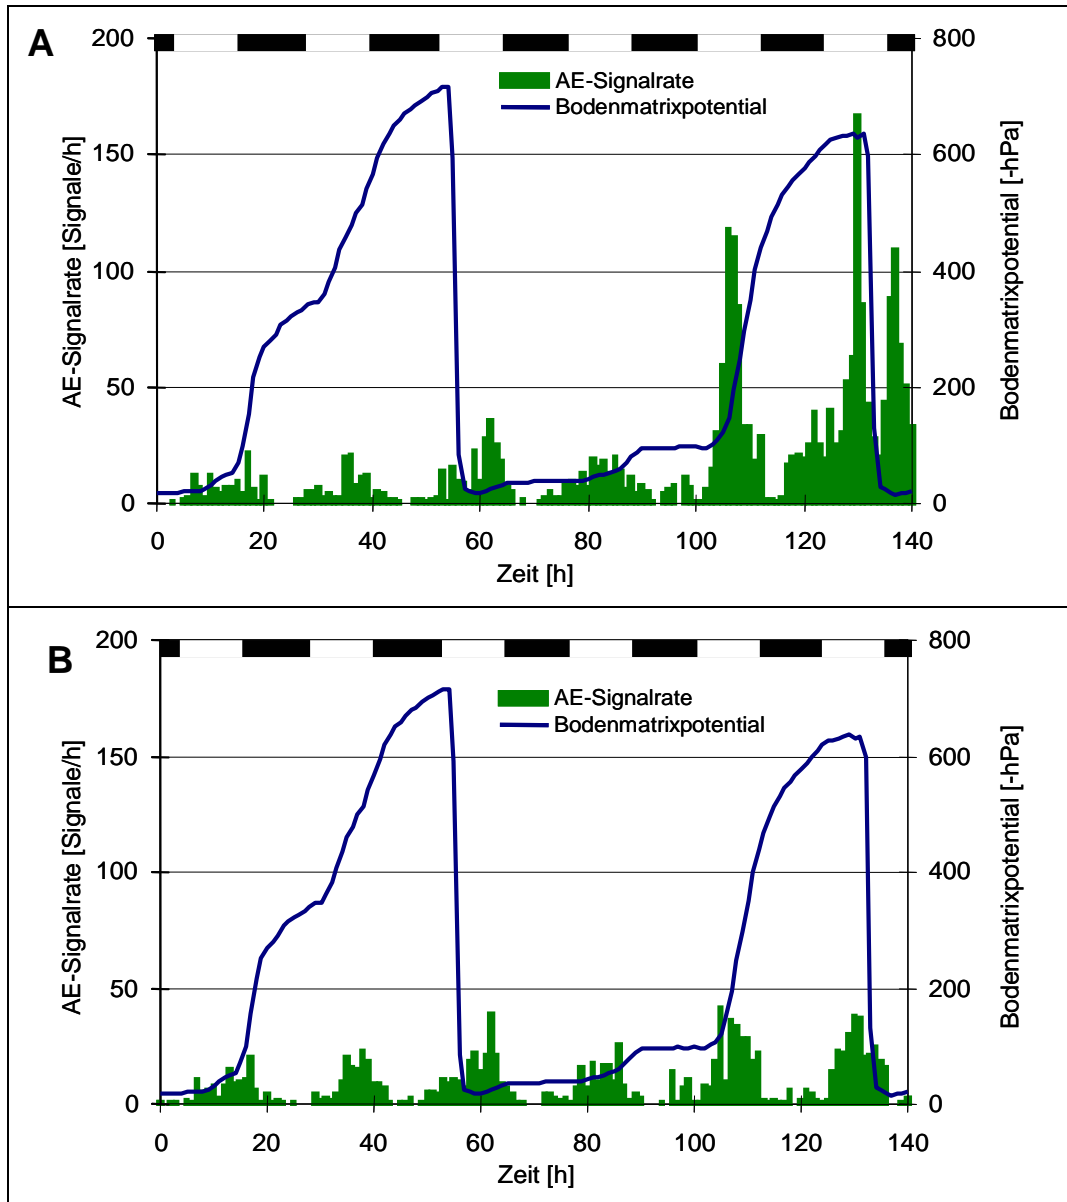 A
AE-Signalrate
Bodenmatrixpotential
AE-Signalrate [Signale/h]
200
150
100
50
0
Bodenmatrixpotential [-hPa]
800
600
400
200
0
0 20 40 60 80 100 120 140
Zeit [h]
B
AE-Signalrate
Bodenmatrixpotential
AE-Signalrate [Signale/h]
200
150
100
50
0
Bodenmatrixpotential [-hPa]
800
600
400
200
0
0 20 40 60 80 100 120 140
Zeit [h]